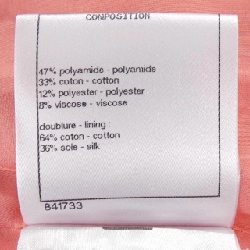 COMPOSITION
47% polyamide - polyamide
33% coton - cotton
12% polyester - polyester
8% viscose - viscose
doublure - lining :
64% coton - cotton
36% soie - silk
841733